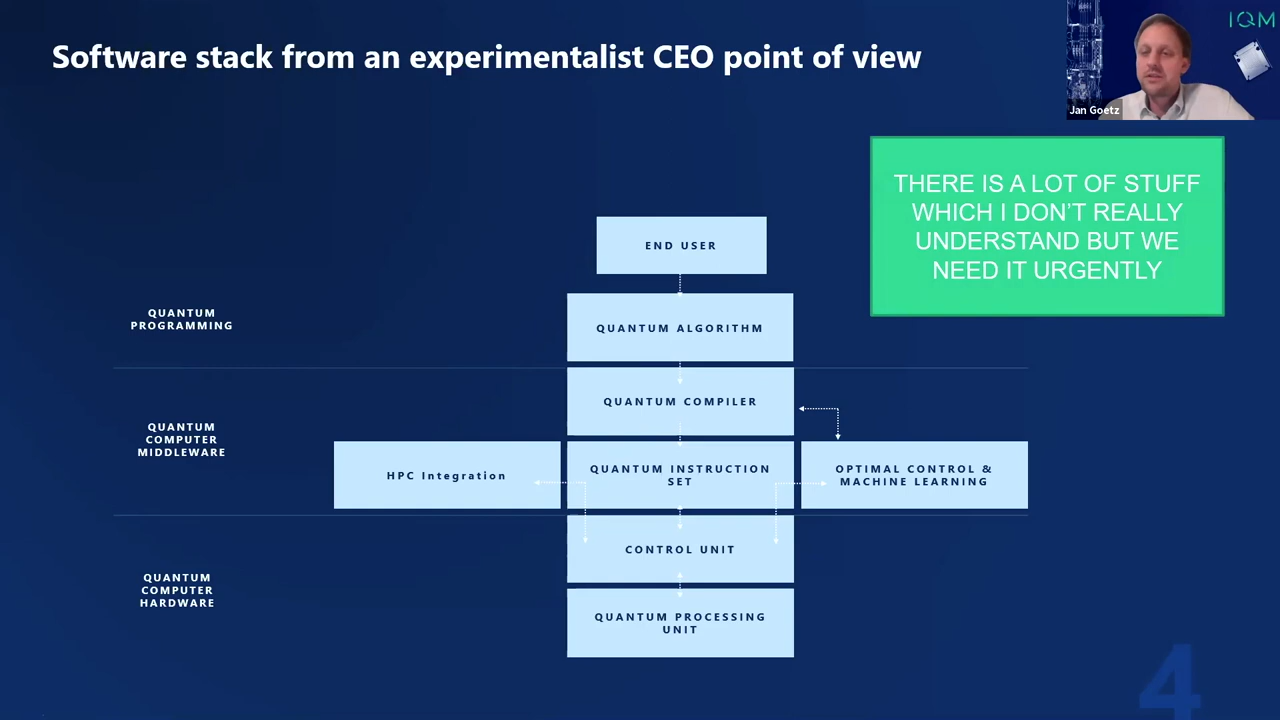 Software stack from an experimentalist CEO point of view
IQM
Jan Goetz
THERE IS A LOT OF STUFF
WHICH I DON'T REALLY
UNDERSTAND BUT WE
NEED IT URGENTLY
END USER
QUANTUM
PROGRAMMING
QUANTUM ALGORITHM
QUANTUM COMPILER
QUANTUM
COMPUTER
MIDDLEWARE
HPC Integration
QUANTUM INSTRUCTION
SET
OPTIMAL CONTROL &
MACHINE LEARNING
CONTROL UNIT
QUANTUM
COMPUTER
HARDWARE
QUANTUM PROCESSING
UNIT
4